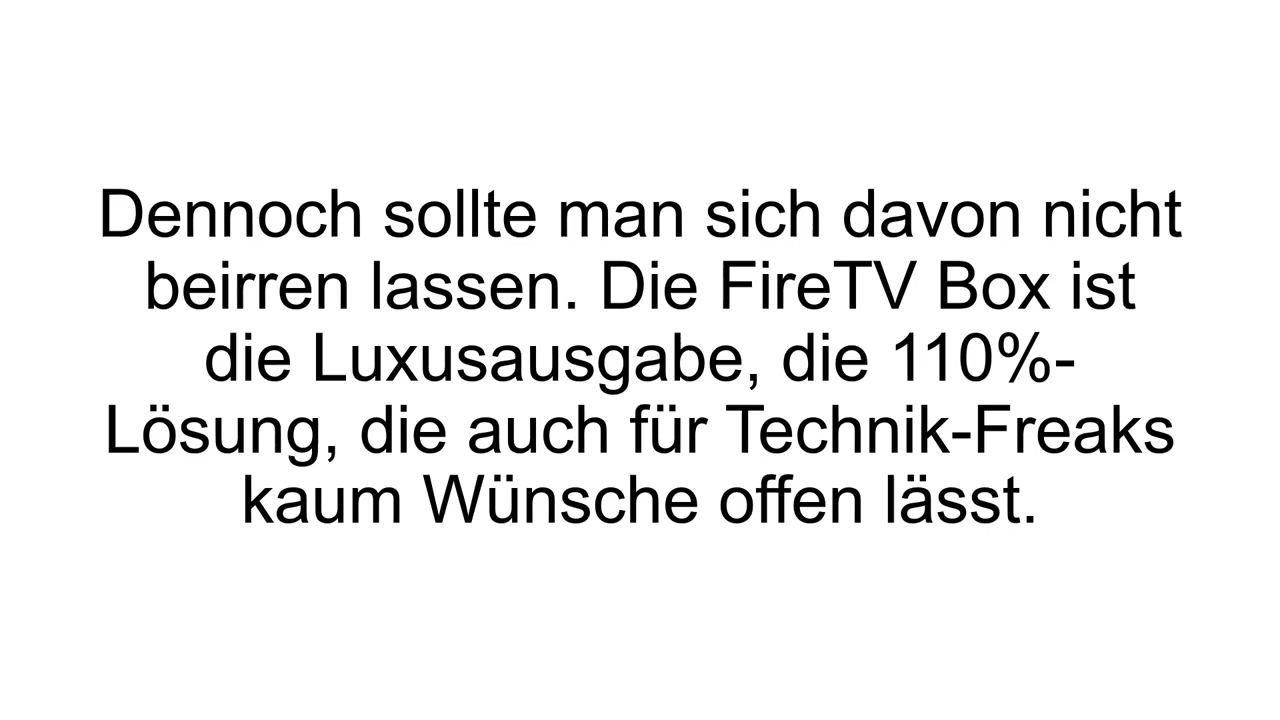 Dennoch sollte man sich davon nicht
beirren lassen. Die FireTV Box ist
die Luxusausgabe, die 110%-
Lösung, die auch für Technik-Freaks
kaum Wünsche offen lässt.